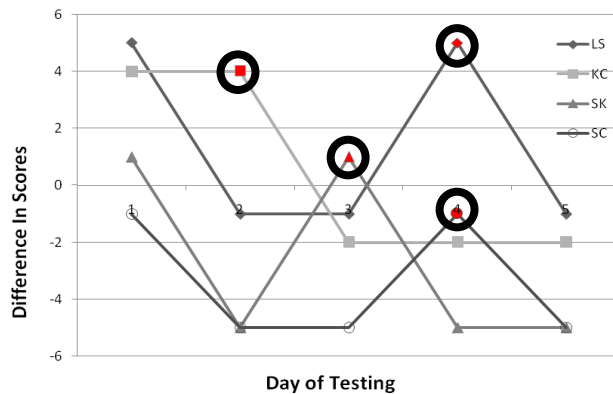 6
4
2
0
-2
-4
-6
1
2
3
4
5
LS
KC
SK
SC
Difference In Scores
Day of Testing